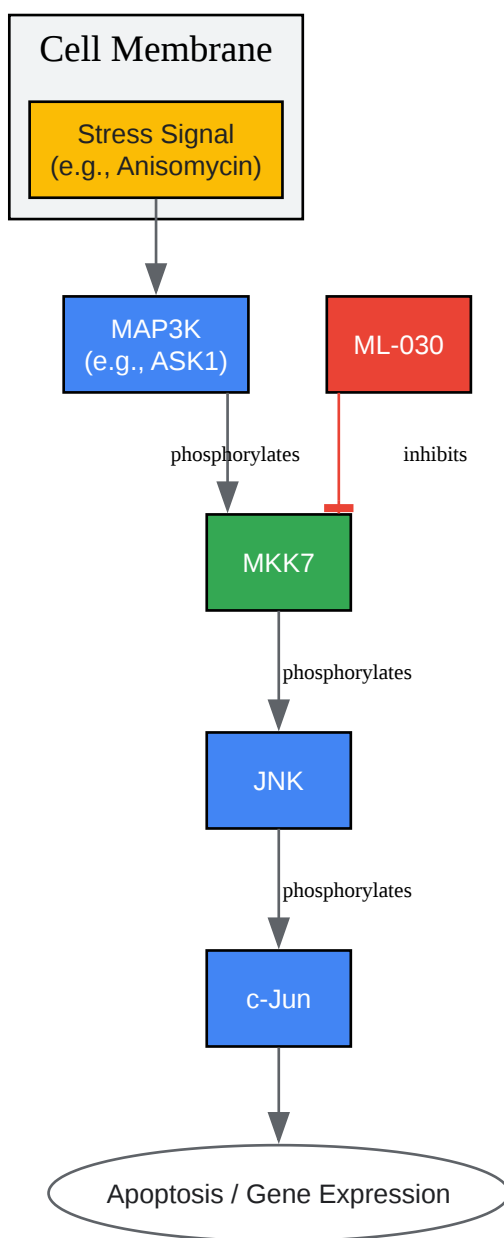 Cell Membrane
Stress Signal
(e.g., Anisomycin)
MAP3K
(e.g., ASK1)
ML-030
phosphorylates
inhibits
MKK7
phosphorylates
JNK
phosphorylates
c-Jun
Apoptosis / Gene Expression